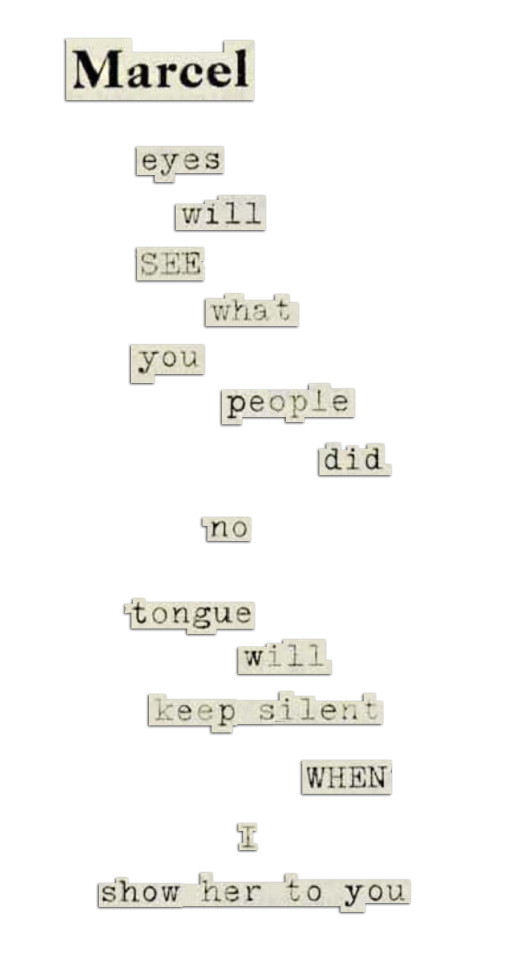 Marcel
eyes
will
SEE
what
you
people
did
no
tongue
will
keep silent
WHEN
I
show her to you